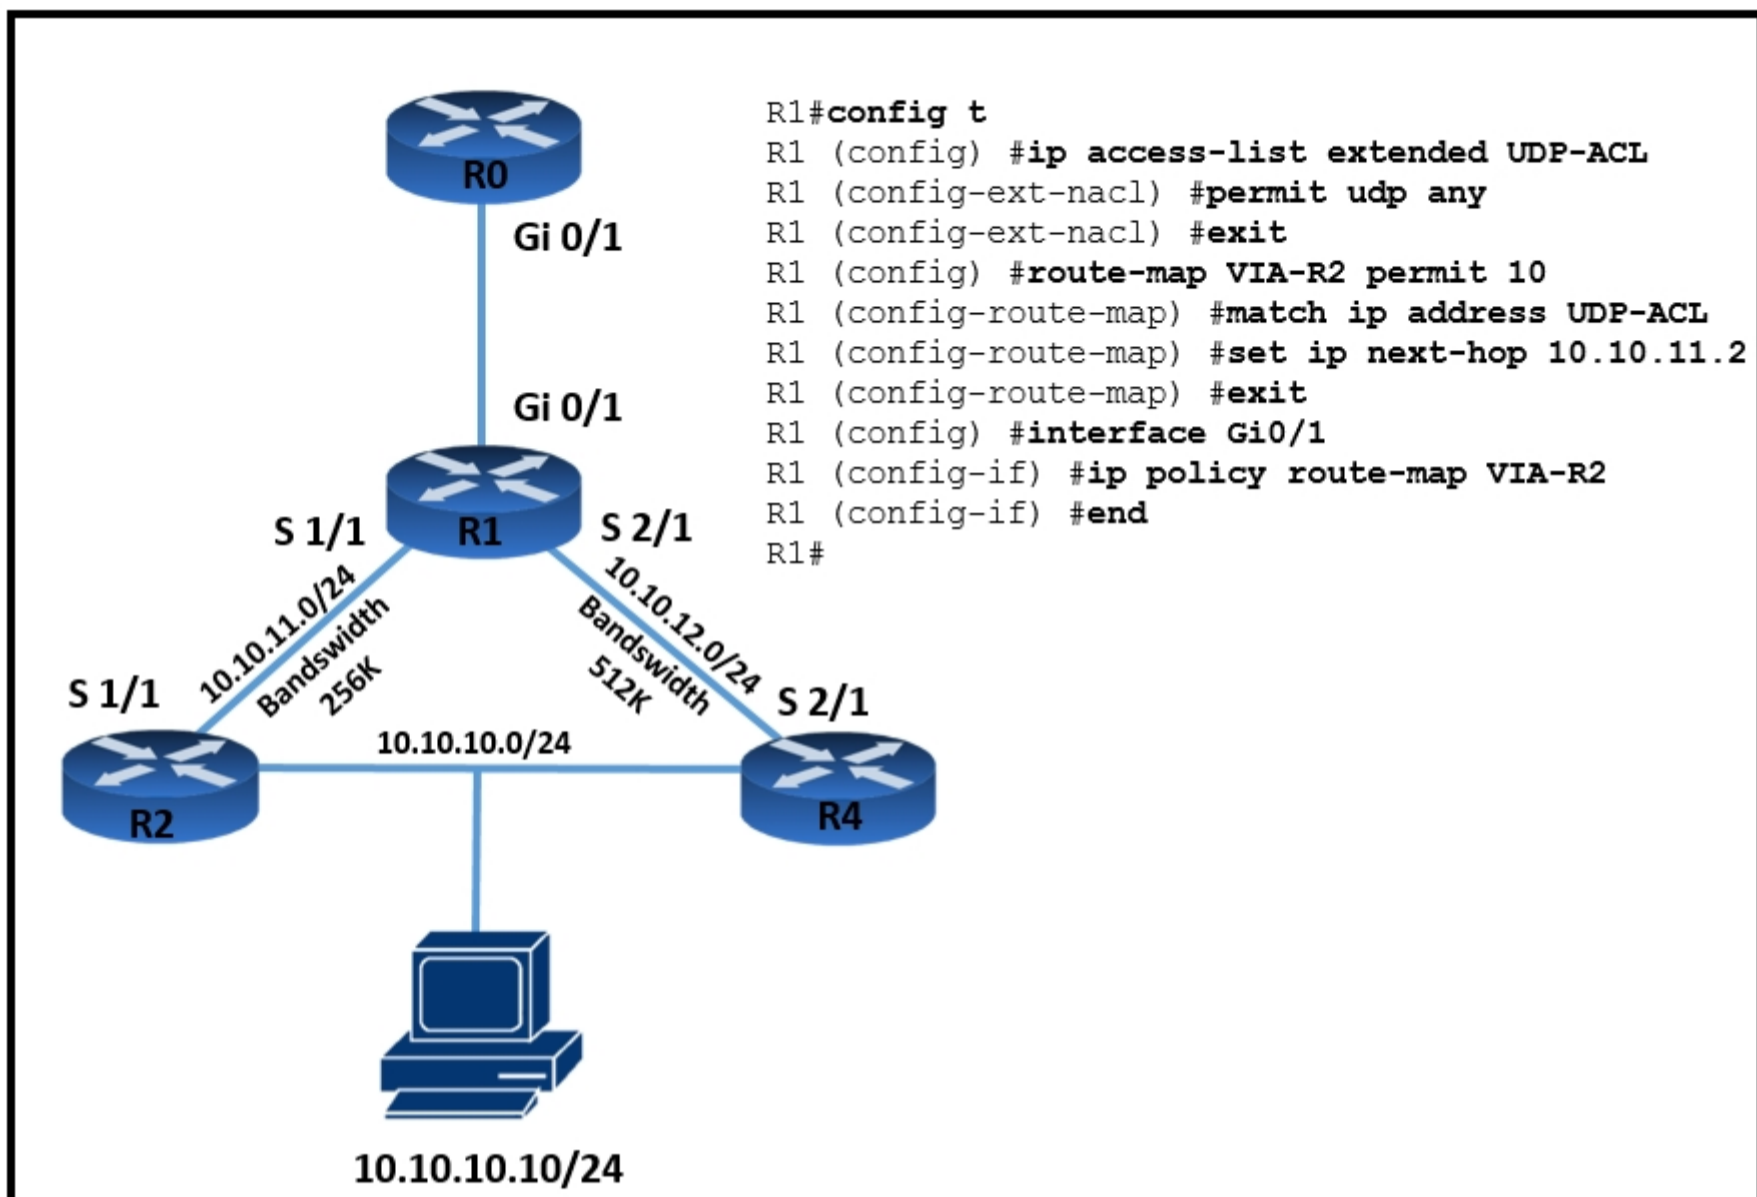 R0
Gi 0/1
Gi 0/1
R1
S 1/1
S 2/1
10.10.11.0/24
Bandswidth
256K
10.10.12.0/24
Bandswidth
512K
S 1/1
S 2/1
10.10.10.0/24
R2
R4
10.10.10.10/24
R1#config t
R1 (config) #ip access-list extended UDP-ACL
R1 (config-ext-nacl) #permit udp any
R1 (config-ext-nacl) #exit
R1 (config) #route-map VIA-R2 permit 10
R1 (config-route-map) #match ip address UDP-ACL
R1 (config-route-map) #set ip next-hop 10.10.11.2
R1 (config-route-map) #exit
R1 (config) #interface Gi0/1
R1 (config-if) #ip policy route-map VIA-R2
R1 (config-if) #end
R1#